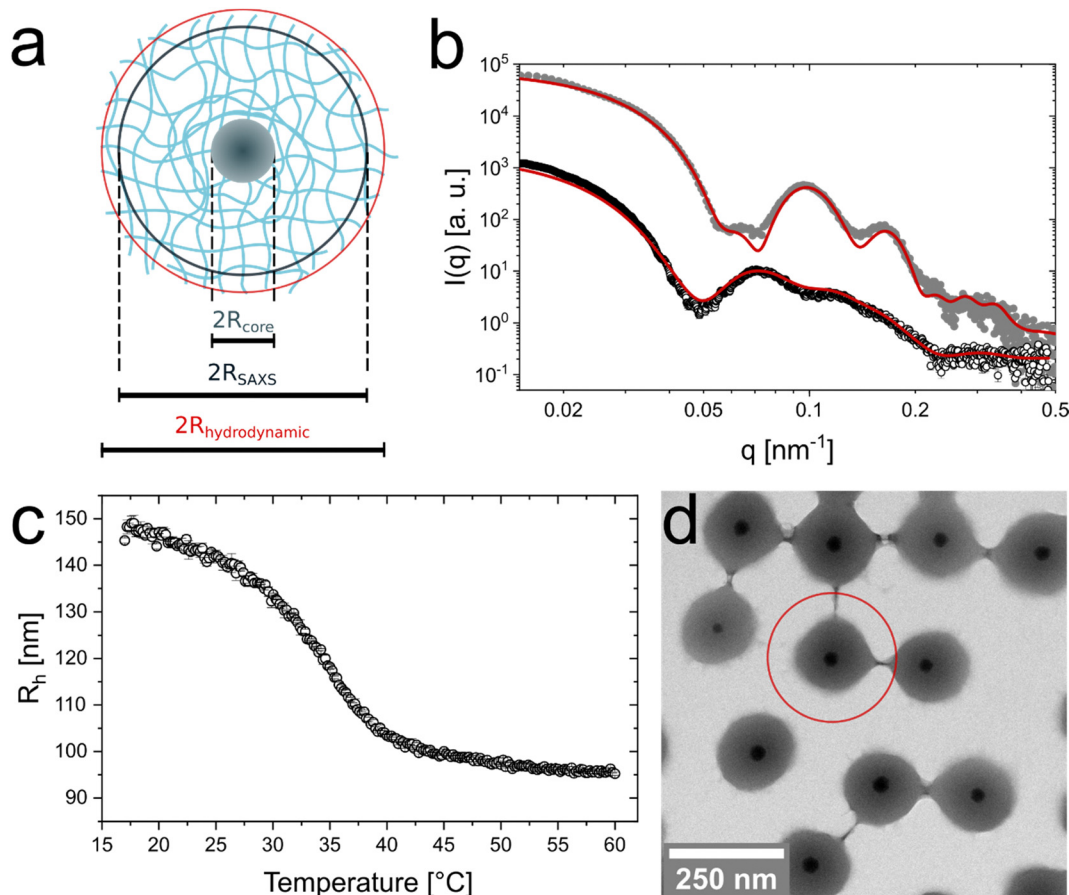 a
2R_core
2R_SAXS
2R_hydrodynamic
b
I(q) [a. u.]
10^5
10^4
10^3
10^2
10^1
10^0
10^-1
0.02 0.05 0.1 0.2 0.5
q [nm^-1]
c
R_h [nm]
150
140
130
120
110
100
90
15 20 25 30 35 40 45 50 55 60
Temperature [°C]
d
250 nm